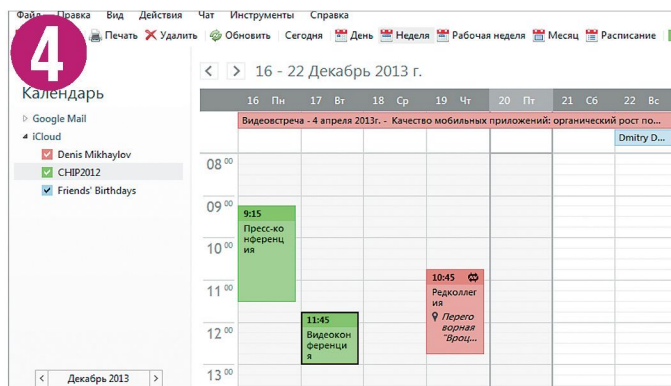 Файл Правка Вид Действия Чат Инструменты Справка
4
Печать Удалить Обновить Сегодня День Неделя Рабочая неделя Месяц Расписание
< > 16 - 22 Декабрь 2013 г.
Календарь
16 Пн 17 Вт 18 Ср 19 Чт 20 Пт 21 Сб 22 Вс
Google Mail
iCloud
Denis Mikhaylov
CHIP2012
Friends' Birthdays
Видеовстреча - 4 апреля 2013г. - Качество мобильных приложений: органический рост по...
Dmitry D...
08 00
09 00
10 00
11 00
12 00
13 00
9:15
Пресс-ко
нференц
ия
11:45
Видеокон
ференци
я
10:45
Редколлег
ия
Перего
ворная
"Вроц...
< Декабрь 2013 >